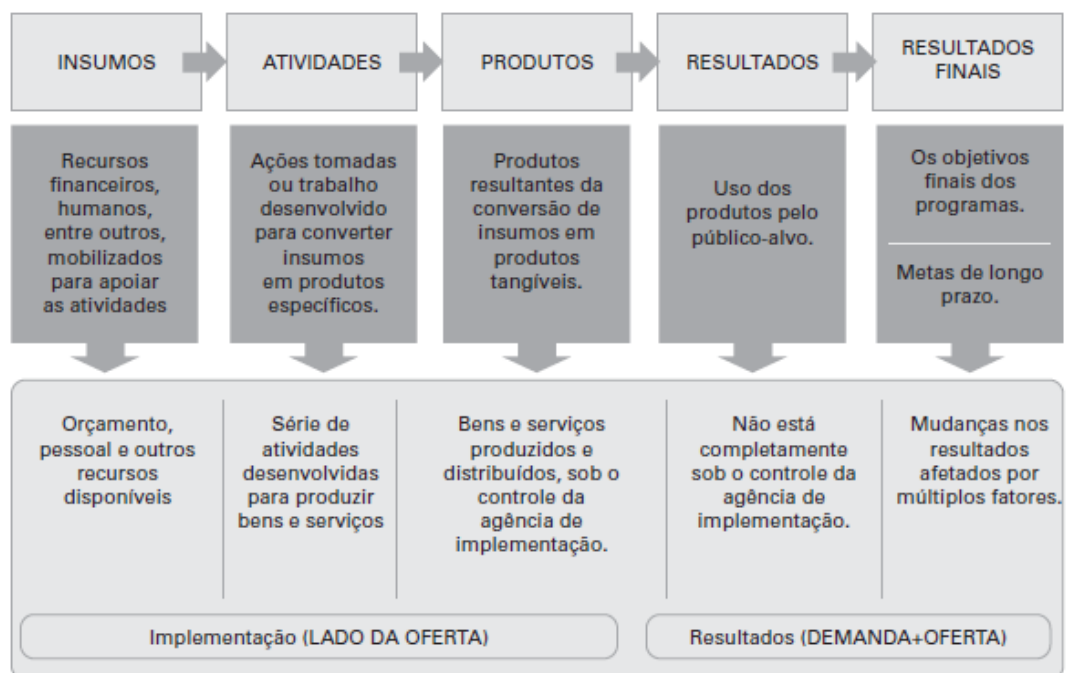 INSUMOS
ATIVIDADES
PRODUTOS
RESULTADOS
RESULTADOS
FINAIS
Recursos
financeiros,
humanos,
entre outros,
mobilizados
para apoiar
as atividades
Ações tomadas
ou trabalho
desenvolvido
para converter
insumos
em produtos
específicos.
Produtos
resultantes da
conversão de
insumos em
produtos
tangíveis.
Uso dos
produtos pelo
público-alvo.
Os objetivos
finais dos
programas.
Metas de longo
prazo.
Orçamento,
pessoal e outros
recursos
disponíveis
Série de
atividades
desenvolvidas
para produzir
bens e serviços
Bens e serviços
produzidos e
distribuídos, sob o
controle da
agência de
implementação.
Não está
completamente
sob o controle da
agência de
implementação.
Mudanças nos
resultados
afetados por
múltiplos fatores.
Implementação (LADO DA OFERTA)
Resultados (DEMANDA+OFERTA)